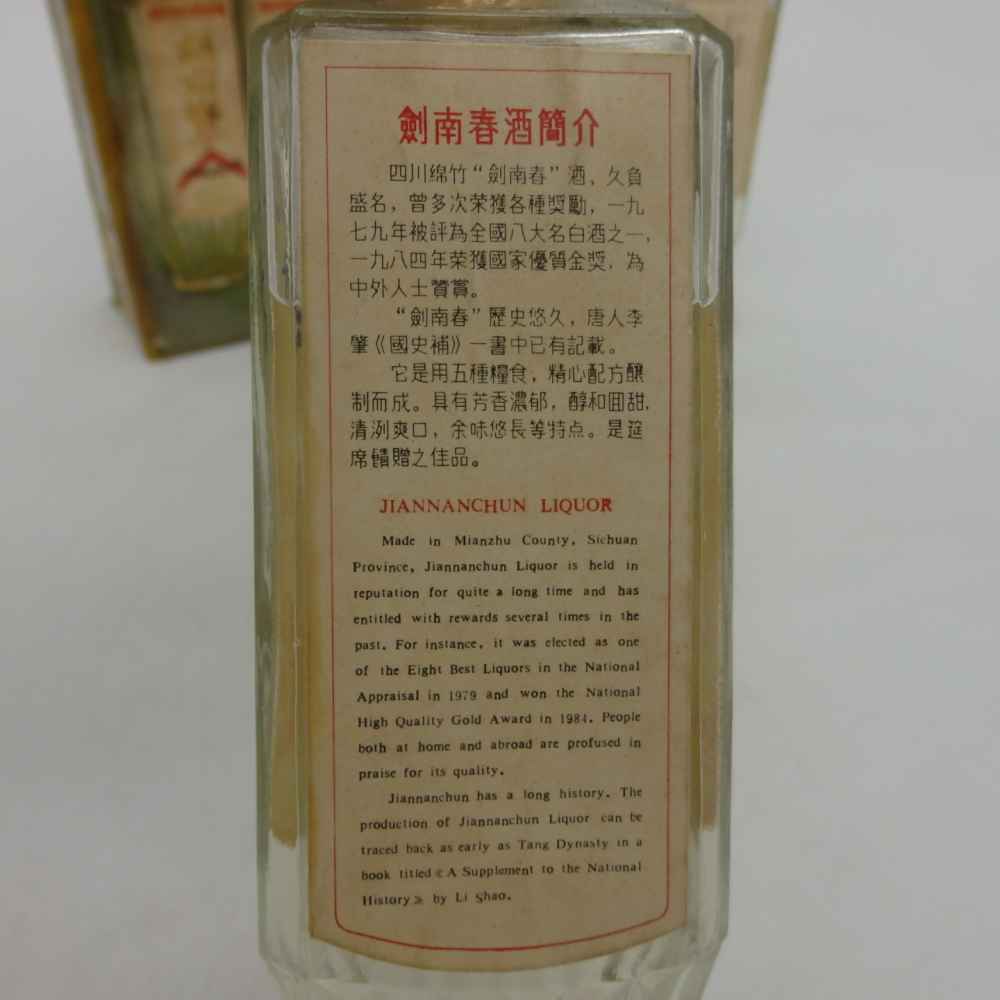 劍南春酒簡介
四川绵竹“劍南春”酒，久負
盛名，曾多次荣獲各種獎勵，一九
七九年被評為全國八大名白酒之一，
一九八四年荣獲國家優質金獎，為
中外人士贊賞。
“劍南春”歷史悠久，唐人李
肇《國史補》一書中已有記載。
它是用五種糧食，精心配方釀
制而成。具有芳香濃郁，醇和回甜，
清洌爽口，余味悠長等特点。是筵
席饋贈之佳品。
JIANNANCHUN LIQUOR
Made in Mianzhu County, Sichuan
Province, Jiannanchun Liquor is held in
reputation for quite a long time and has
entitled with rewards several times in the
past. For instance, it was elected as one
of the Eight Best Liquors in the National
Appraisal in 1979 and won the National
High Quality Gold Award in 1984. People
both at home and abroad are profused in
praise for its quality.
Jiannanchun has a long history. The
production of Jiannanchun Liquor can be
traced back as early as Tang Dynasty in a
book titled《A Supplement to the National
History》 by Li Shao.